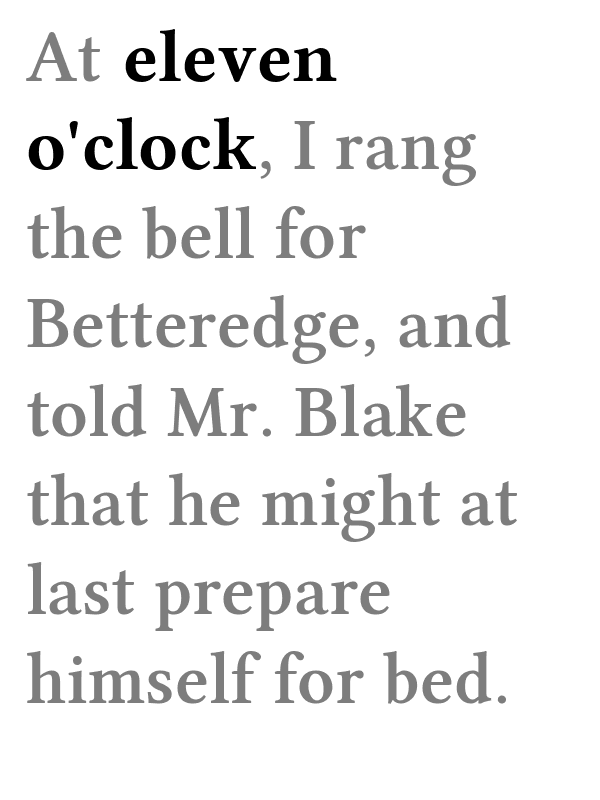 At eleven
o'clock, I rang
the bell for
Betteredge, and
told Mr. Blake
that he might at
last prepare
himself for bed.